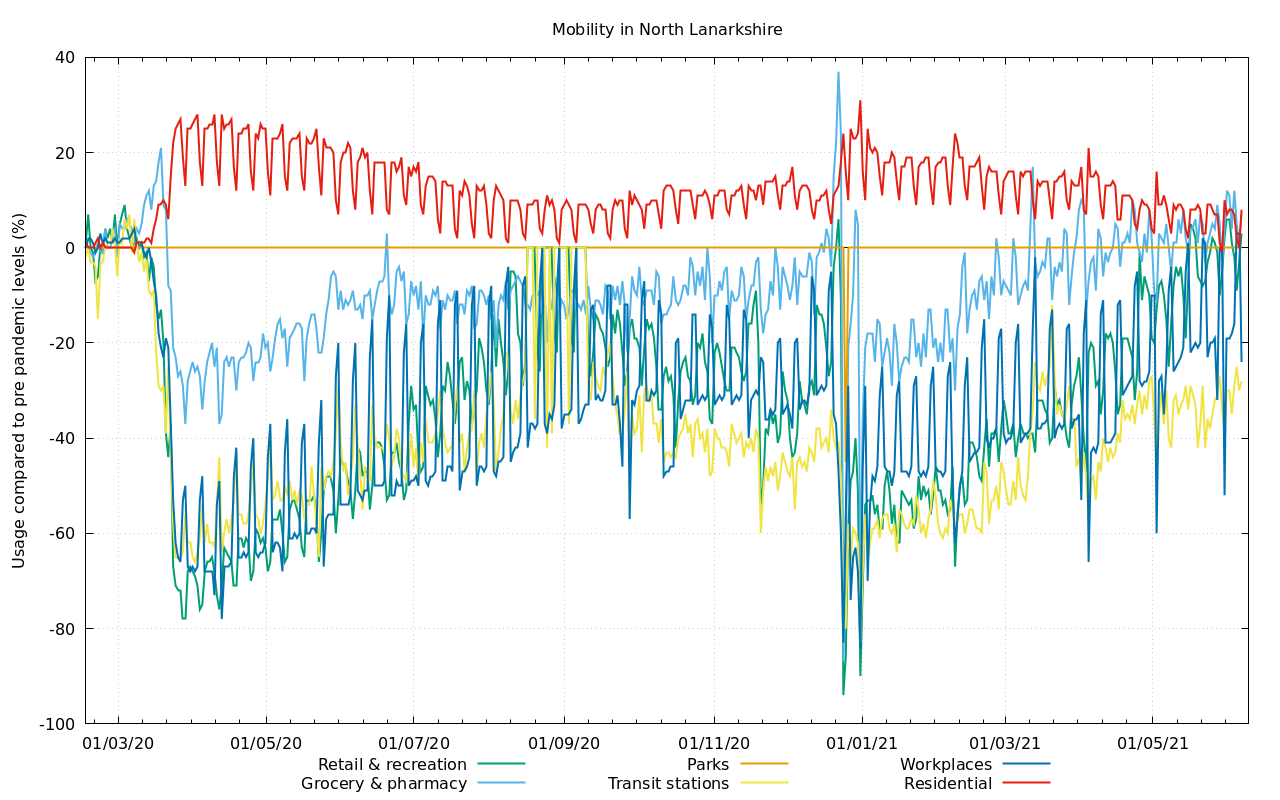 Mobility in North Lanarkshire
Usage compared to pre pandemic levels (%)
40
20
0
-20
-40
-60
-80
-100
01/03/20 01/05/20 01/07/20 01/09/20 01/11/20 01/01/21 01/03/21 01/05/21
Retail & recreation Parks Workplaces
Grocery & pharmacy Transit stations Residential